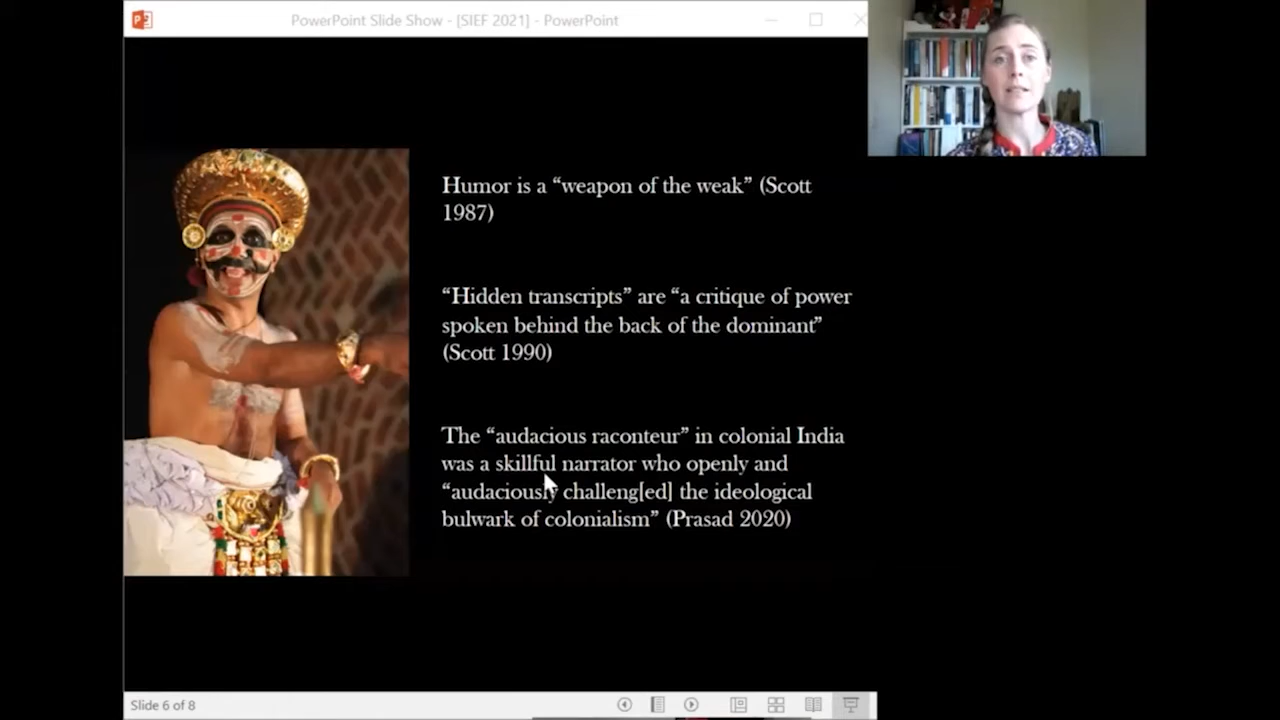 PowerPoint Slide Show - [SIEF 2021] - PowerPoint
Humor is a “weapon of the weak” (Scott
1987)
“Hidden transcripts” are “a critique of power
spoken behind the back of the dominant”
(Scott 1990)
The “audacious raconteur” in colonial India
was a skillful narrator who openly and
“audaciously challeng[ed] the ideological
bulwark of colonialism” (Prasad 2020)
Slide 6 of 8